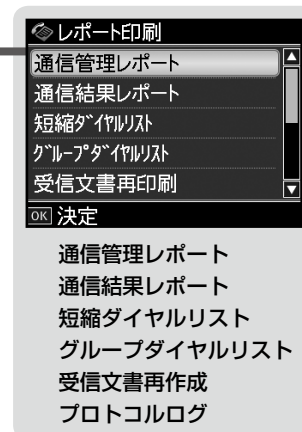 レポート印刷
通信管理レポート
通信結果レポート
短縮ダイヤルリスト
グループダイヤルリスト
受信文書再印刷
OK 決定
通信管理レポート
通信結果レポート
短縮ダイヤルリスト
グループダイヤルリスト
受信文書再作成
プロトコルログ